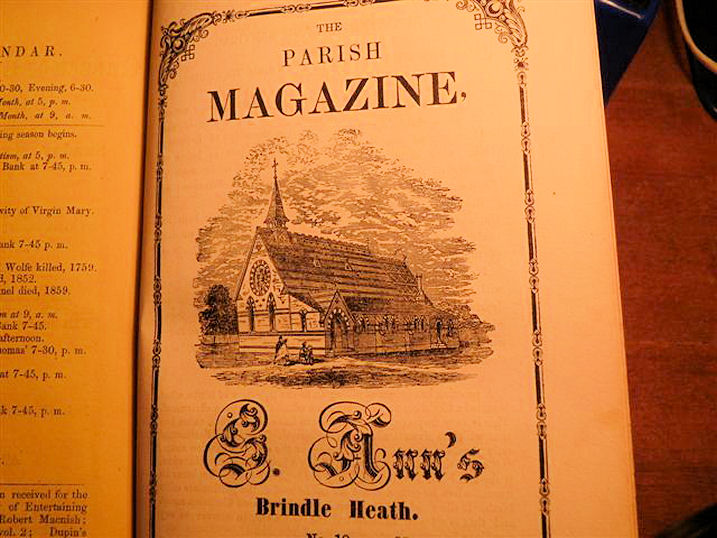 NDAR.
0-30, Evening, 6-30.
Month, at 5, p. m.
Month, at 9, a. m.
ing season begins.
tism, at 5, p. m.
Bank at 7-45, p. m.
ivity of Virgin Mary.
ank 7-45 p. m.
Wolfe killed, 1759.
d, 1852.
nel died, 1859.
m at 9, a. m.
Bank 7-45.
afternoon.
homas' 7-30, p. m.
at 7-45, p. m.
k 7-45, p. m.
n received for the
of Entertaining
Robert Macnish;
vol. 2; Dupin's
THE
PARISH
MAGAZINE,
S. Ann's
Brindle Heath.